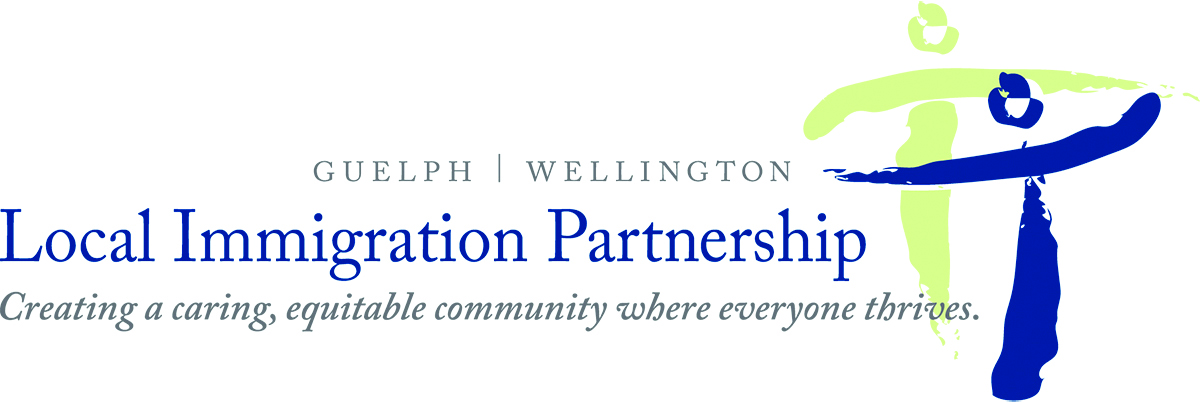 GUELPH | WELLINGTON
Local Immigration Partnership
Creating a caring, equitable community where everyone thrives.